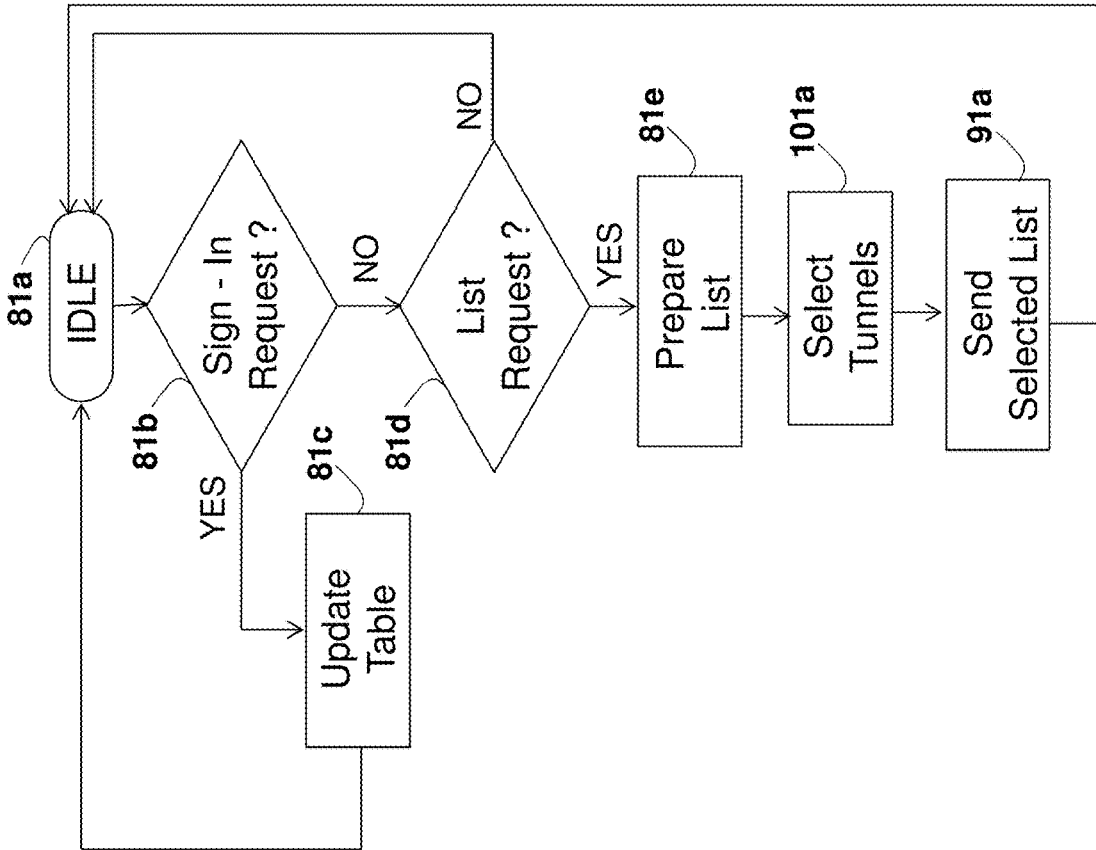 81a
IDLE
81b
Sign - In
Request ?
YES
NO
81c
Update
Table
81d
List
Request ?
NO
YES
81e
Prepare
List
101a
Select
Tunnels
91a
Send
Selected List